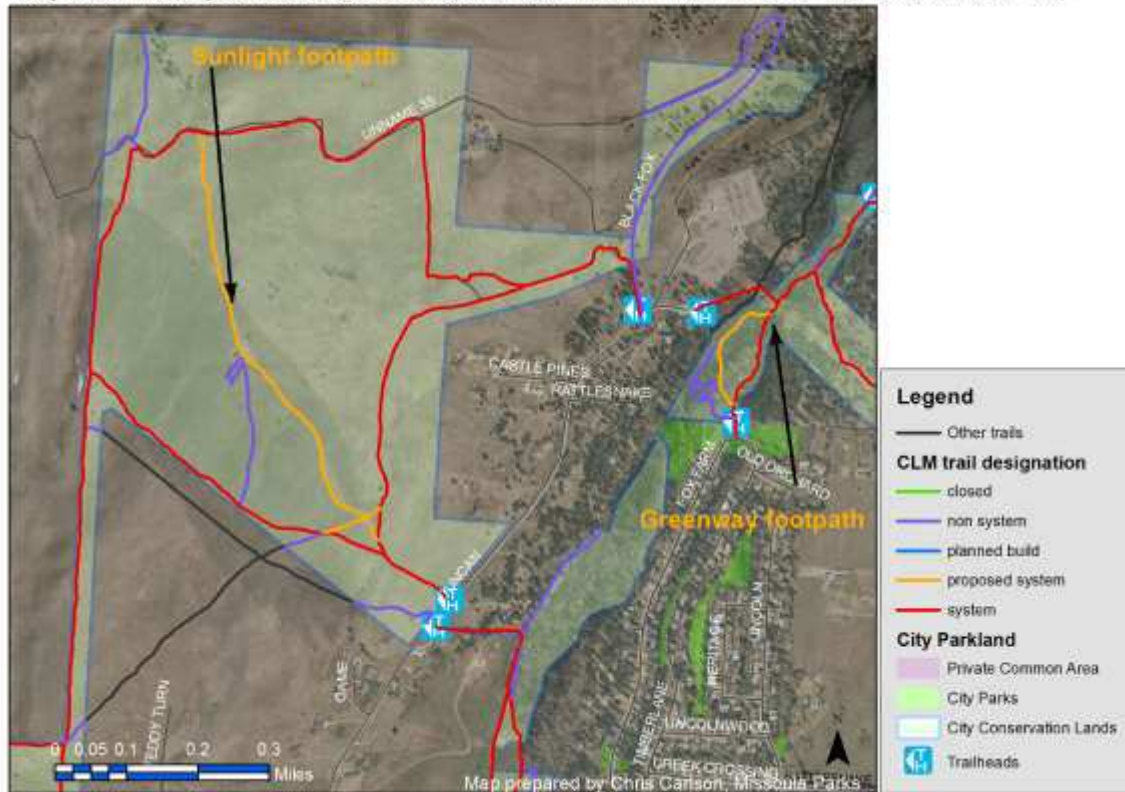 Sunlight footpath
UNNAME 38
BLACK FOX
CASTLE PINES
RATTLESNAKE
FOX FARM
OLD ORCHARD
Greenway footpath
LINCOLN
HERITAGE
GAME
TEDDY TURN
TIMBERLANE
LINCOLNWOOD
CREEK CROSSING
0 0.05 0.1 0.2 0.3
Miles
Map prepared by Chris Carlson, Missoula Parks
Legend
Other trails
CLM trail designation
closed
non system
planned build
proposed system
system
City Parkland
Private Common Area
City Parks
City Conservation Lands
TH Trailheads